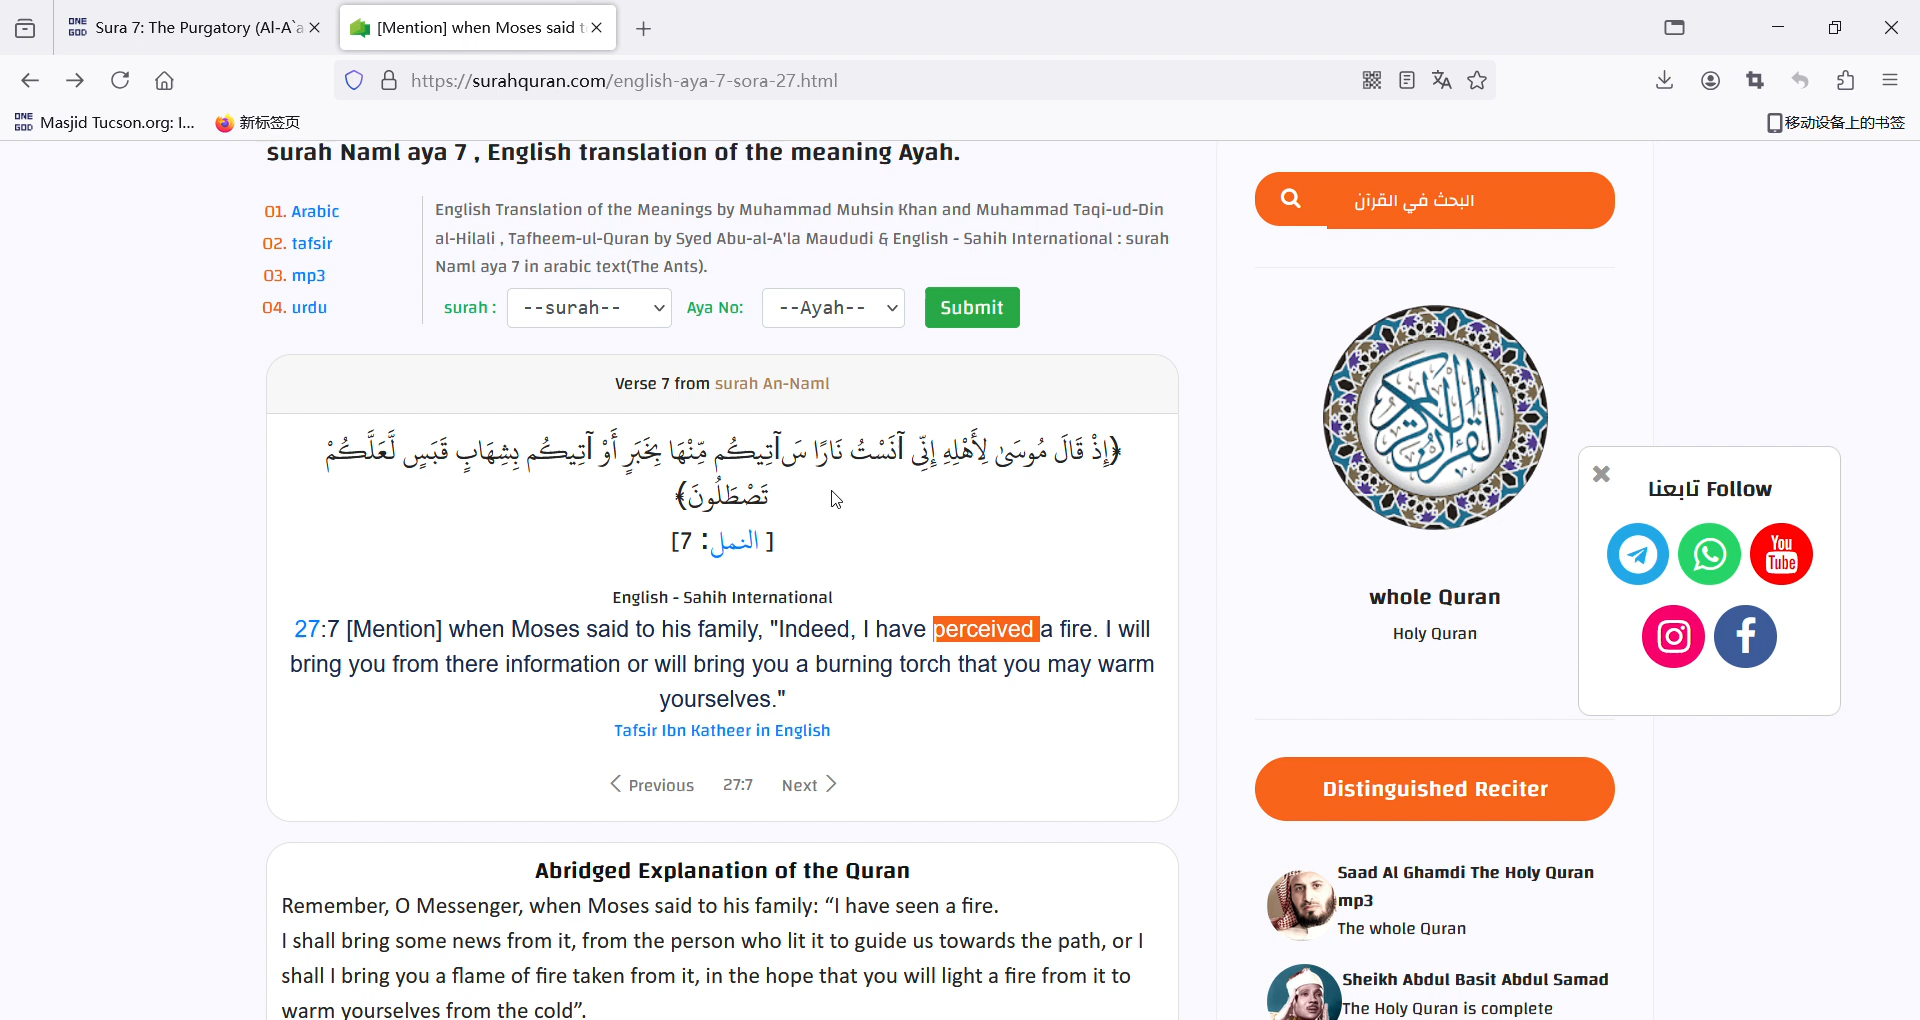 Sura 7: The Purgatory (Al-A`a
[Mention] when Moses said t
https://surahquran.com/english-aya-7-sora-27.html
Masjid Tucson.org: I...
新标签页
移动设备上的书签
surah Naml aya 7 , English translation of the meaning Ayah.
01. Arabic
02. tafsir
03. mp3
04. urdu
English Translation of the Meanings by Muhammad Muhsin Khan and Muhammad Taqi-ud-Din
al-Hilali , Tafheem-ul-Quran by Syed Abu-al-A'la Maududi & English - Sahih International : surah
Naml aya 7 in arabic text(The Ants).
surah : --surah-- Aya No: --Ayah-- Submit
Verse 7 from surah An-Naml
﴿إِذْ قَالَ مُوسَىٰ لِأَهْلِهِ إِنِّي آنَسْتُ نَارًا سَآتِيكُم مِّنْهَا بِخَبَرٍ أَوْ آتِيكُم بِشِهَابٍ قَبَسٍ لَّعَلَّكُمْ
تَصْطَلُونَ﴾
[ النمل: 7]
English - Sahih International
27:7 [Mention] when Moses said to his family, "Indeed, I have perceived a fire. I will
bring you from there information or will bring you a burning torch that you may warm
yourselves."
Tafsir Ibn Katheer in English
Previous 27:7 Next
Abridged Explanation of the Quran
Remember, O Messenger, when Moses said to his family: “I have seen a fire.
I shall bring some news from it, from the person who lit it to guide us towards the path, or I
shall I bring you a flame of fire taken from it, in the hope that you will light a fire from it to
warm yourselves from the cold”.
البحث في القرآن
القرآن الكريم
whole Quran
Holy Quran
تابعنا Follow
You
Tube
Distinguished Reciter
Saad Al Ghamdi The Holy Quran
mp3
The whole Quran
Sheikh Abdul Basit Abdul Samad
The Holy Quran is complete